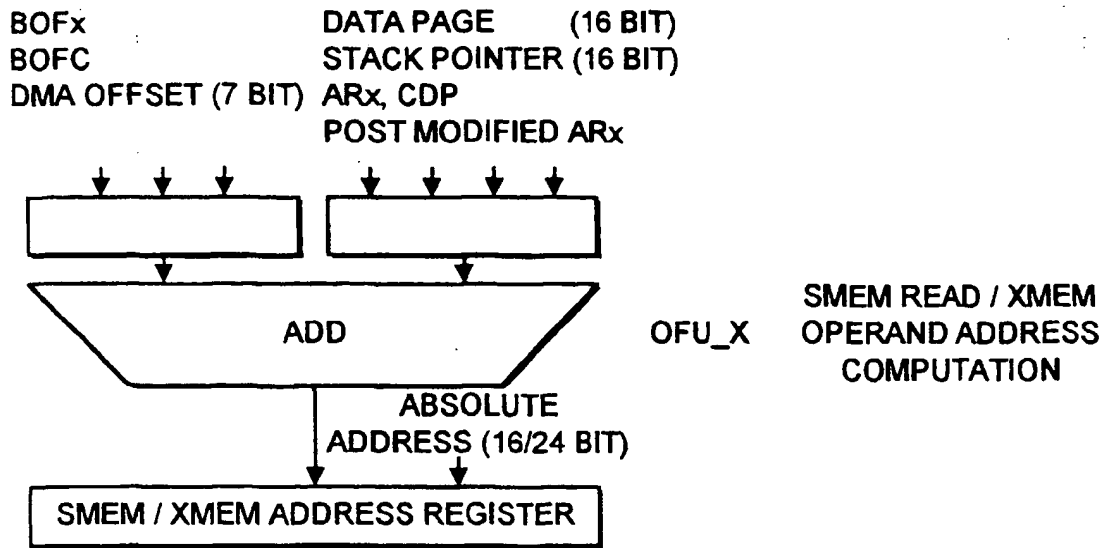 BOFx
BOFC
DMA OFFSET (7 BIT)
DATA PAGE (16 BIT)
STACK POINTER (16 BIT)
ARx, CDP
POST MODIFIED ARx
ADD
OFU_X
SMEM READ / XMEM
OPERAND ADDRESS
COMPUTATION
ABSOLUTE
ADDRESS (16/24 BIT)
SMEM / XMEM ADDRESS REGISTER